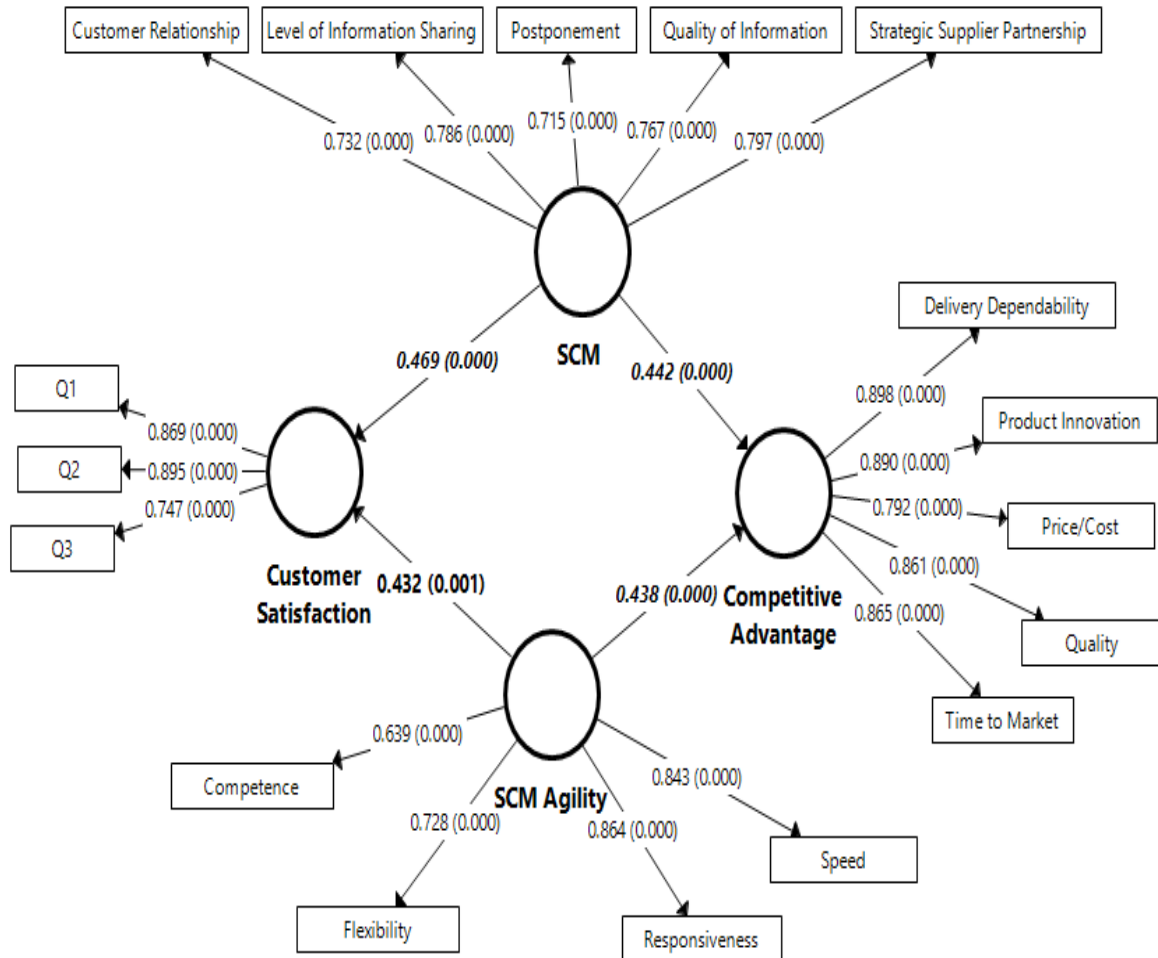 Customer Relationship
Level of Information Sharing
Postponement
Quality of Information
Strategic Supplier Partnership
0.732 (0.000)
0.786 (0.000)
0.715 (0.000)
0.767 (0.000)
0.797 (0.000)
SCM
0.469 (0.000)
0.442 (0.000)
Delivery Dependability
0.898 (0.000)
Product Innovation
0.890 (0.000)
0.792 (0.000)
Price/Cost
0.861 (0.000)
0.865 (0.000)
Quality
Time to Market
Q1
0.869 (0.000)
Q2
0.895 (0.000)
0.747 (0.000)
Q3
Customer
Satisfaction
0.432 (0.001)
0.438 (0.000)
Competitive
Advantage
0.639 (0.000)
Competence
SCM Agility
0.843 (0.000)
0.728 (0.000)
0.864 (0.000)
Speed
Flexibility
Responsiveness